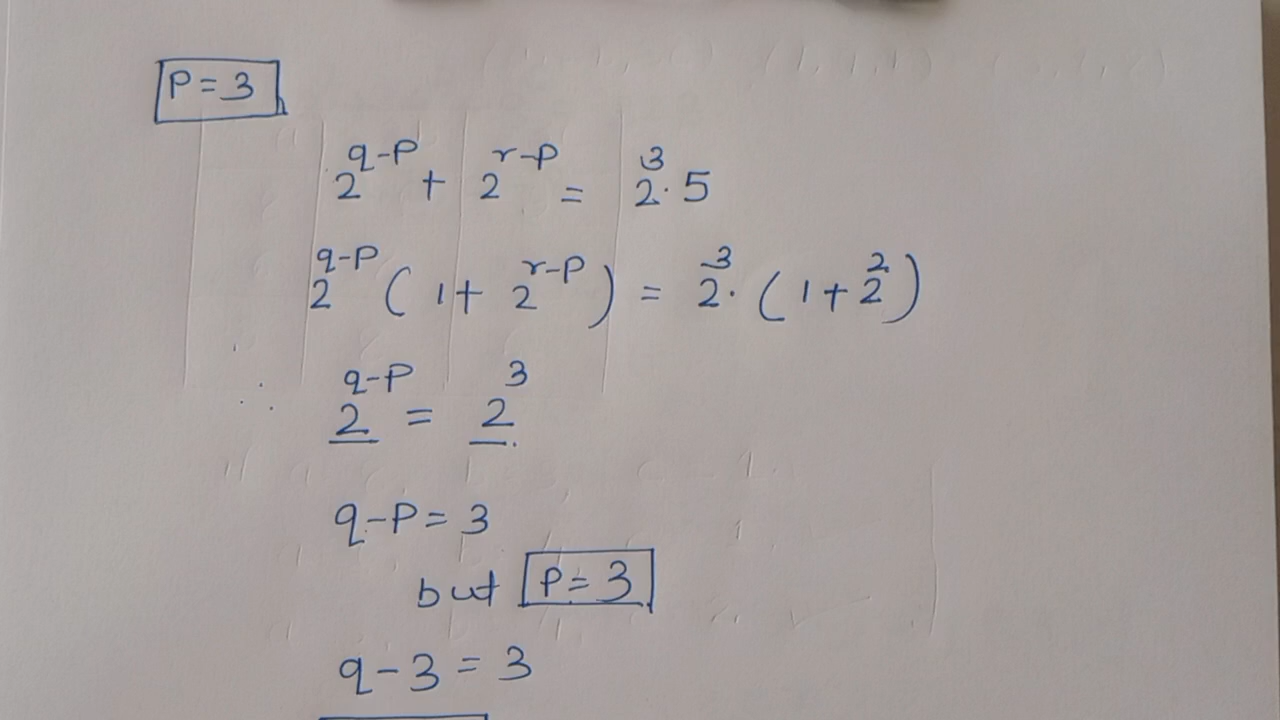 P = 3
2^{q-P} + 2^{r-P} = 2^3 · 5
2^{q-P} ( 1 + 2^{r-P} ) = 2^3 · ( 1 + 2^2 )
∴ 2^{q-P} = 2^3
q-P = 3
but P = 3
q - 3 = 3